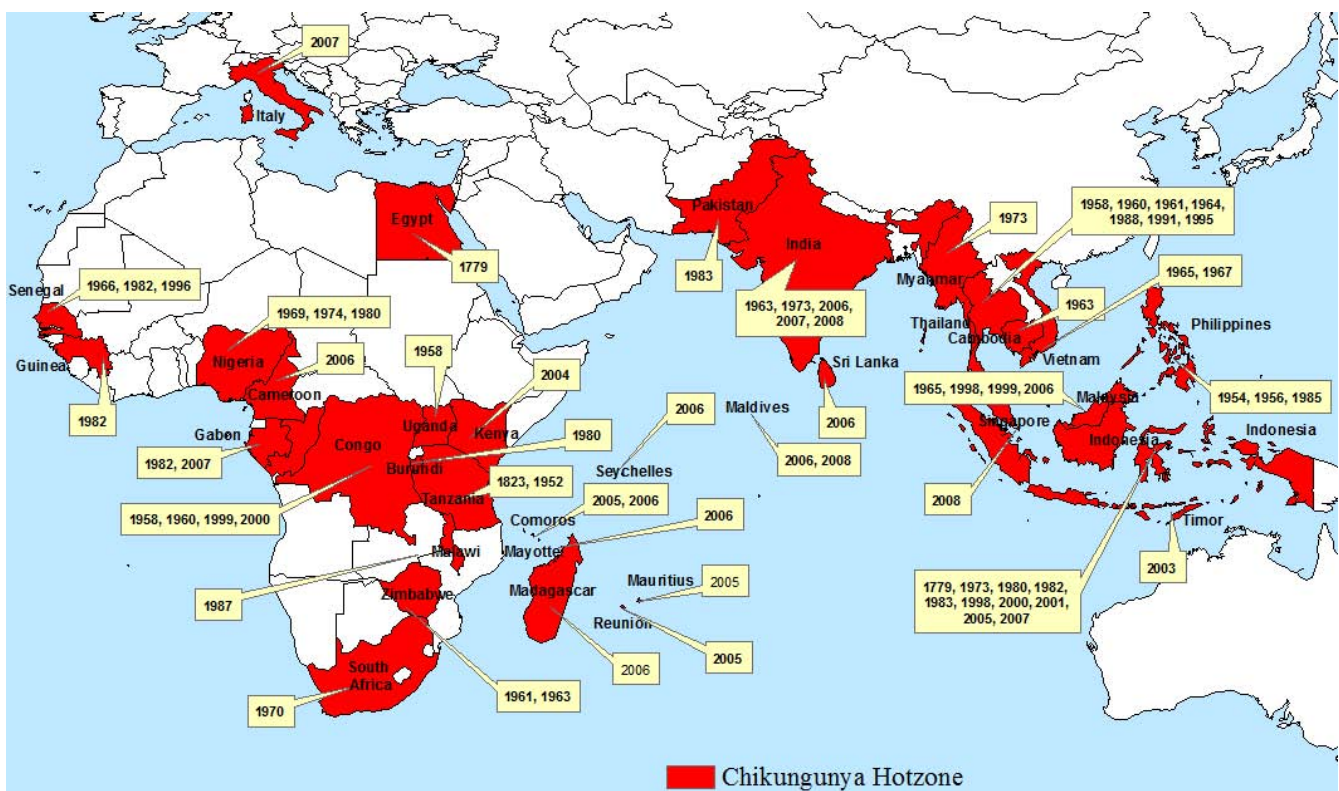 2007
Italy
Egypt
1779
Pakistan
1983
India
1963, 1973, 2006,
2007, 2008
1973
1958, 1960, 1961, 1964,
1988, 1991, 1995
1965, 1967
1963
Myanmar
Thailand
Cambodia
Vietnam
Philippines
1954, 1956, 1985
Sri Lanka
2006
Senegal
1966, 1982, 1996
Guinea
1982
1969, 1974, 1980
Nigeria
2006
Cameroon
1958
2004
Uganda
Kenya
Gabon
1982, 2007
Congo
1980
Burundi
1823, 1952
Tanzania
1958, 1960, 1999, 2000
2006
Seychelles
Maldives
2006, 2008
1965, 1998, 1999, 2006
Malaysia
Singapore
2008
Indonesia
Indonesia
Timor
2003
1779, 1973, 1980, 1982,
1983, 1998, 2000, 2001,
2005, 2007
Comoros
2005, 2006
Mayotte
2006
Malawi
1987
Zimbabwe
1961, 1963
Madagascar
2006
Mauritius
2005
Reunion
2005
South
Africa
1970
Chikungunya Hotzone